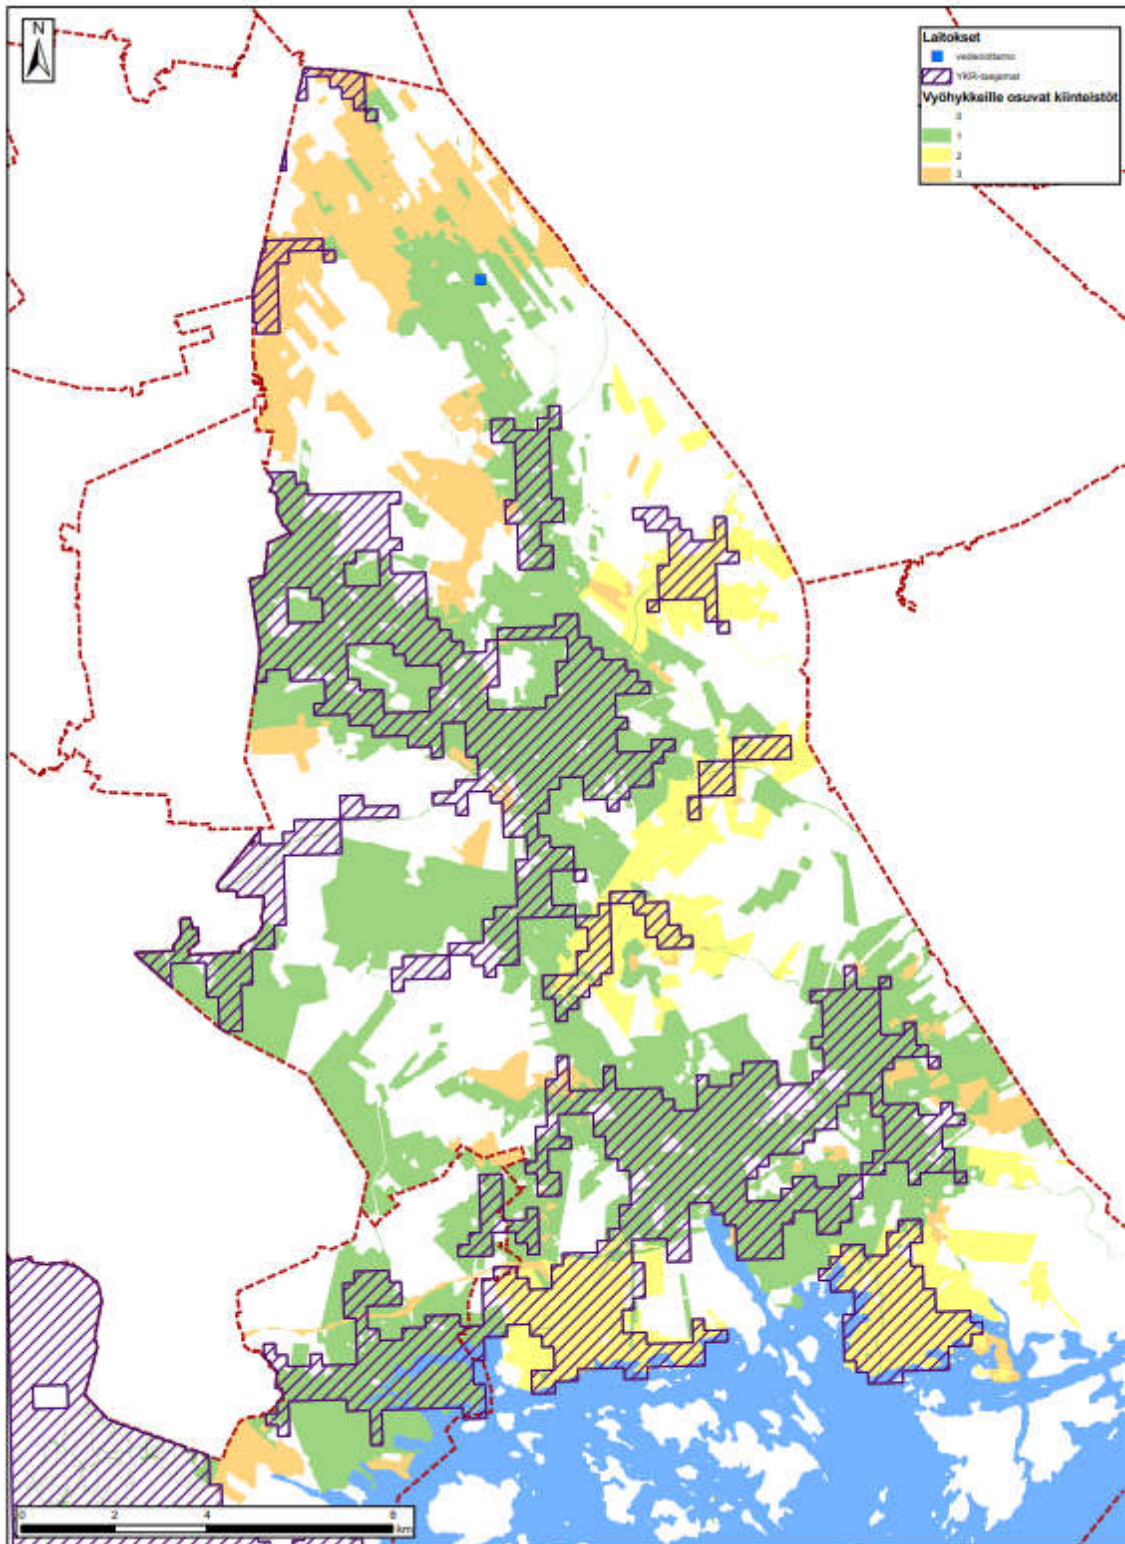 N
Laitokset
vedenottamo
YKR-taajamat
Vyöhykkeille osuvat kiinteistöt
0
1
2
3
0 2 4 8
km